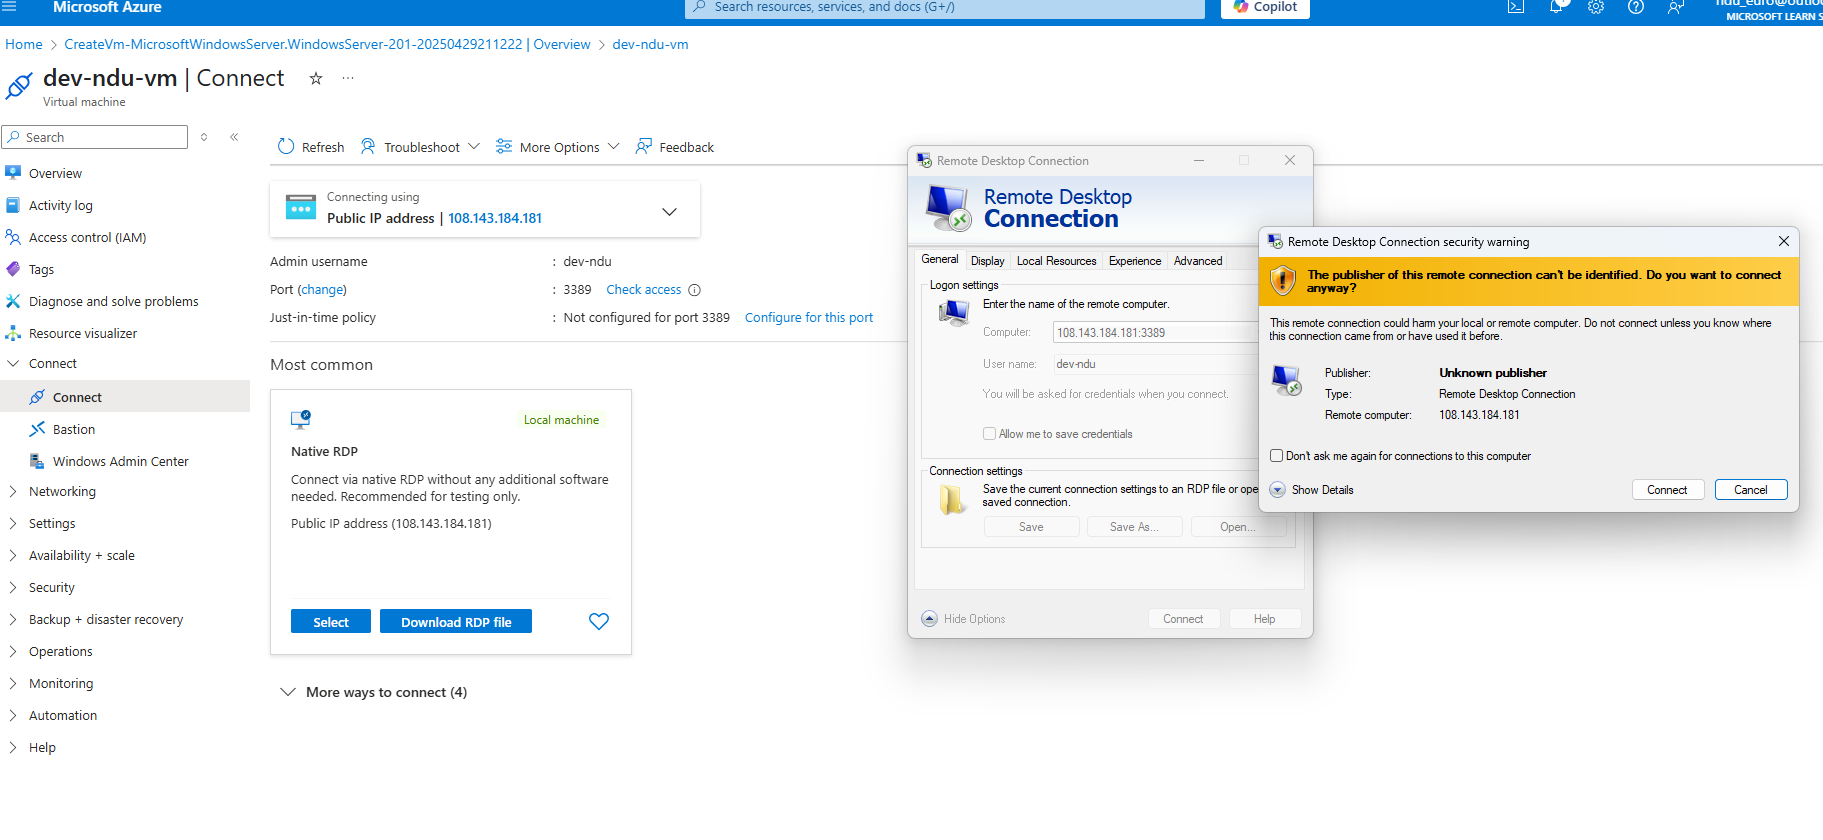 Microsoft Azure
Search resources, services, and docs (G+/)
Copilot
MICROSOFT LEARN S
Home > CreateVm-MicrosoftWindowsServer.WindowsServer-201-20250429211222 | Overview > dev-ndu-vm
dev-ndu-vm | Connect
Virtual machine
Search
Overview
Activity log
Access control (IAM)
Tags
Diagnose and solve problems
Resource visualizer
Connect
Connect
Bastion
Windows Admin Center
Networking
Settings
Availability + scale
Security
Backup + disaster recovery
Operations
Monitoring
Automation
Help
Refresh
Troubleshoot
More Options
Feedback
Connecting using
Public IP address | 108.143.184.181
Admin username : dev-ndu
Port (change) : 3389 Check access
Just-in-time policy : Not configured for port 3389 Configure for this port
Most common
Local machine
Native RDP
Connect via native RDP without any additional software
needed. Recommended for testing only.
Public IP address (108.143.184.181)
Select
Download RDP file
More ways to connect (4)
Remote Desktop Connection
Remote Desktop
Connection
General
Display
Local Resources
Experience
Advanced
Logon settings
Enter the name of the remote computer.
Computer: 108.143.184.181:3389
User name: dev-ndu
You will be asked for credentials when you connect.
Allow me to save credentials
Connection settings
Save the current connection settings to an RDP file or ope
saved connection.
Save
Save As...
Open...
Hide Options
Connect
Help
Remote Desktop Connection security warning
The publisher of this remote connection can't be identified. Do you want to connect
anyway?
This remote connection could harm your local or remote computer. Do not connect unless you know where
this connection came from or have used it before.
Publisher: Unknown publisher
Type: Remote Desktop Connection
Remote computer: 108.143.184.181
Don't ask me again for connections to this computer
Show Details
Connect
Cancel